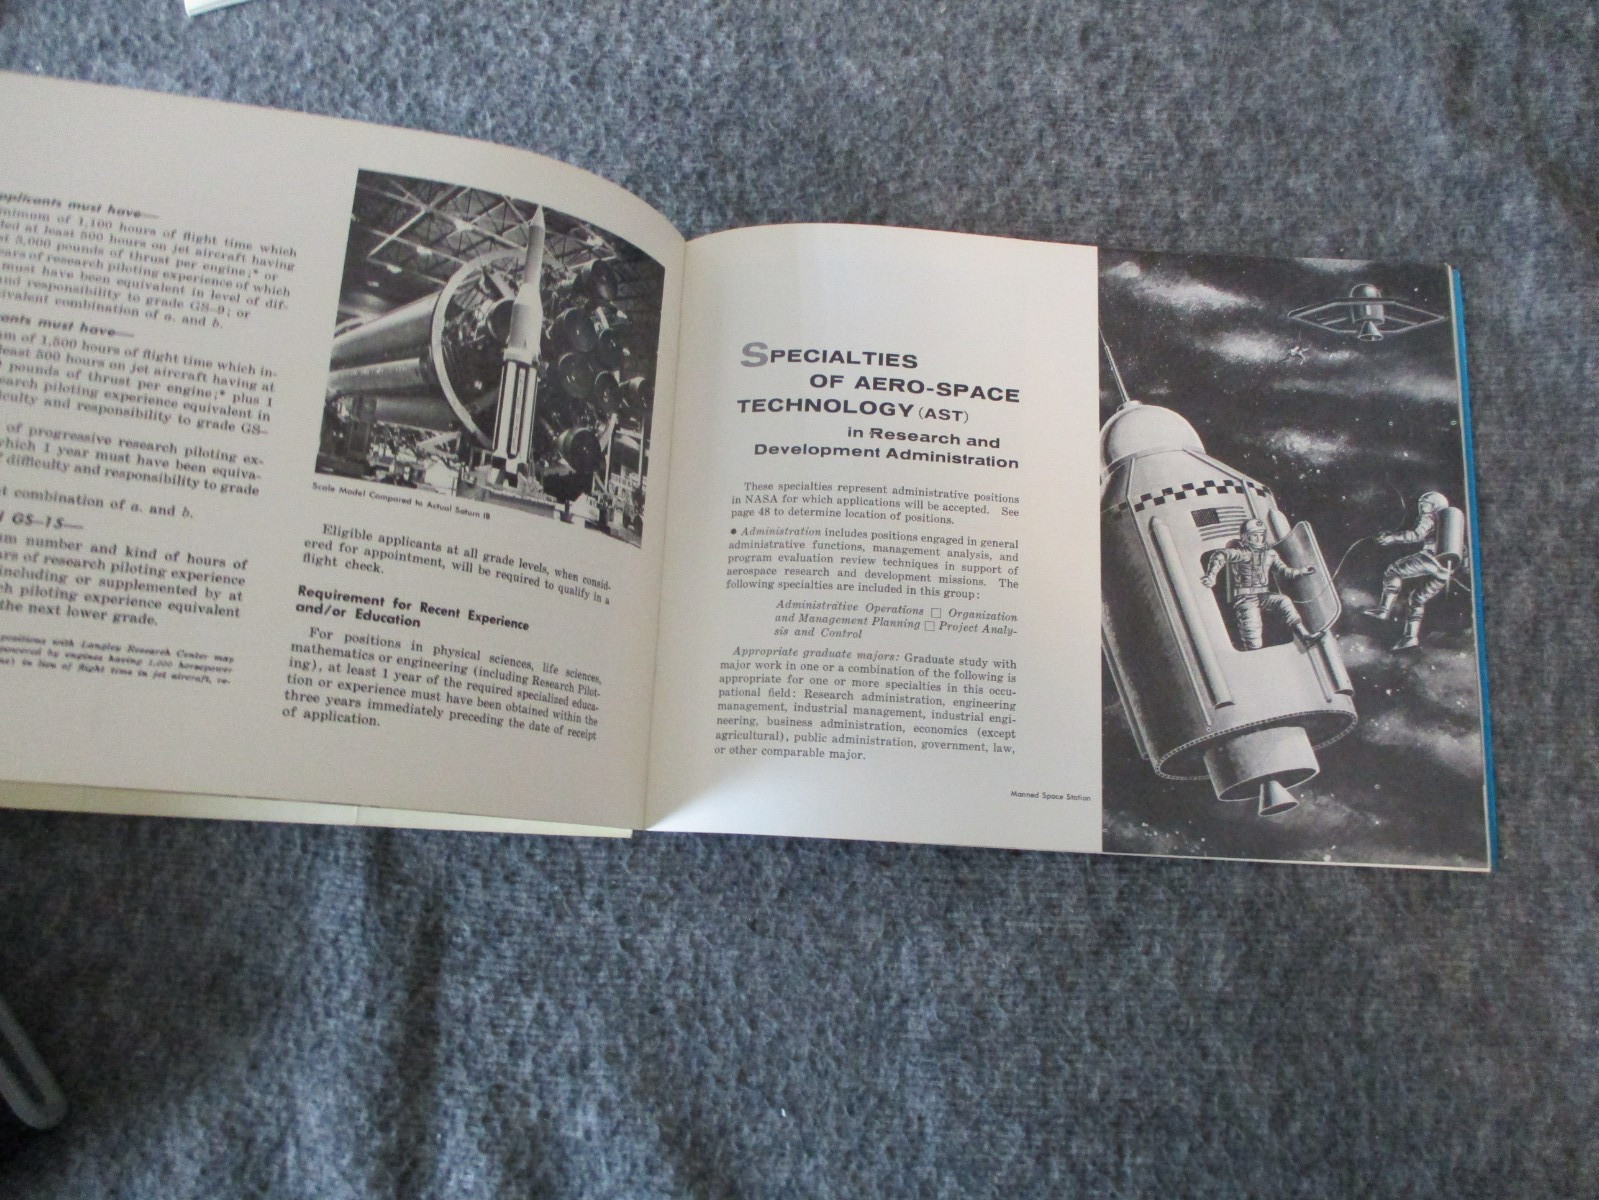 applicants must have—
minimum of 1,100 hours of flight time which
at least 500 hours on jet aircraft having
3,000 pounds of thrust per engine;* or
years of research piloting experience of which
must have been equivalent in level of dif-
and responsibility to grade GS-9; or
equivalent combination of a. and b.
must have—
of 1,500 hours of flight time which in-
least 500 hours on jet aircraft having at
pounds of thrust per engine;* plus 1
research piloting experience equivalent in
difficulty and responsibility to grade GS-
of progressive research piloting ex-
which 1 year must have been equiva-
difficulty and responsibility to grade
combination of a. and b.
GS-15—
number and kind of hours of
of research piloting experience
including or supplemented by at
piloting experience equivalent
the next lower grade.
positions with Langley Research Center may
powered by engines having 1,000 horsepower
in lieu of flight time in jet aircraft, re-
Scale Model Compared to Actual Saturn IB
Eligible applicants at all grade levels, when consid-
ered for appointment, will be required to qualify in a
flight check.
Requirement for Recent Experience
and/or Education
For positions in physical sciences, life sciences,
mathematics or engineering (including Research Pilot-
ing), at least 1 year of the required specialized educa-
tion or experience must have been obtained within the
three years immediately preceding the date of receipt
of application.
SPECIALTIES
OF AERO-SPACE
TECHNOLOGY (AST)
in Research and
Development Administration
These specialties represent administrative positions
in NASA for which applications will be accepted. See
page 48 to determine location of positions.
• Administration includes positions engaged in general
administrative functions, management analysis, and
program evaluation review techniques in support of
aerospace research and development missions. The
following specialties are included in this group:
Administrative Operations □ Organization
and Management Planning □ Project Analy-
sis and Control
Appropriate graduate majors: Graduate study with
major work in one or a combination of the following is
appropriate for one or more specialties in this occu-
pational field: Research administration, engineering
management, industrial management, industrial engi-
neering, business administration, economics (except
agricultural), public administration, government, law,
or other comparable major.
Manned Space Station